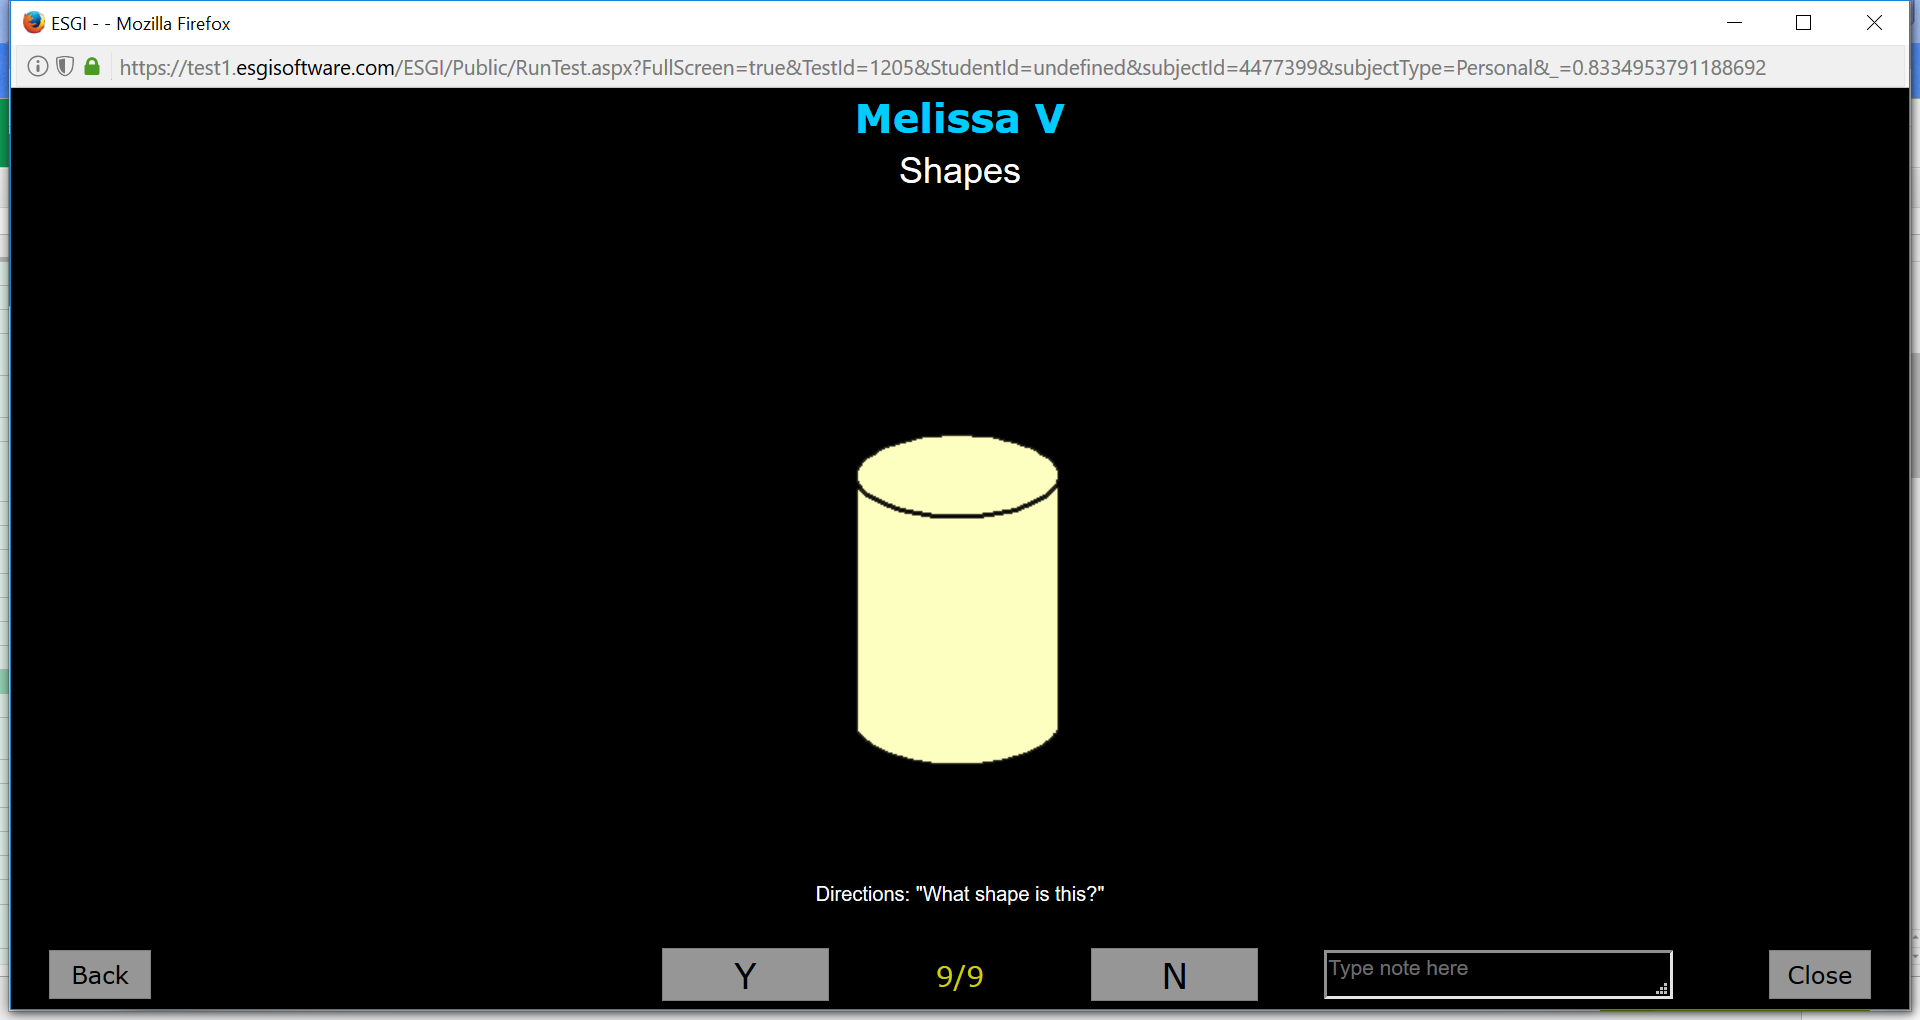 ESGI - - Mozilla Firefox
https://test1.esgisoftware.com/ESGI/Public/RunTest.aspx?FullScreen=true&TestId=1205&StudentId=undefined&subjectId=4477399&subjectType=Personal&_=0.8334953791188692
Melissa V
Shapes
Directions: "What shape is this?"
Back
Y
9/9
N
Type note here
Close